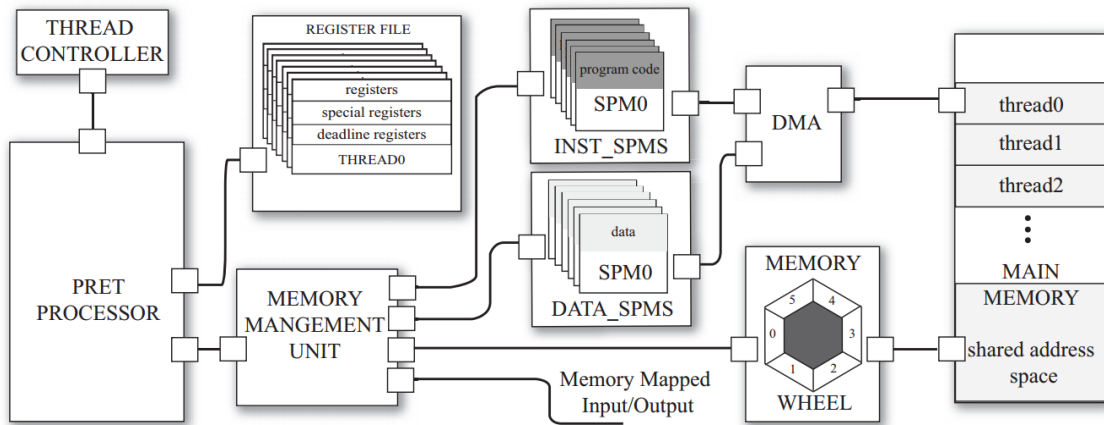 THREAD
CONTROLLER
PRET
PROCESSOR
REGISTER FILE
registers
special registers
deadline registers
THREAD0
MEMORY
MANGEMENT
UNIT
program code
SPM0
INST_SPMS
data
SPM0
DATA_SPMS
Memory Mapped
Input/Output
DMA
MEMORY
5
4
0
3
1
2
WHEEL
thread0
thread1
thread2
MAIN
MEMORY
shared address
space